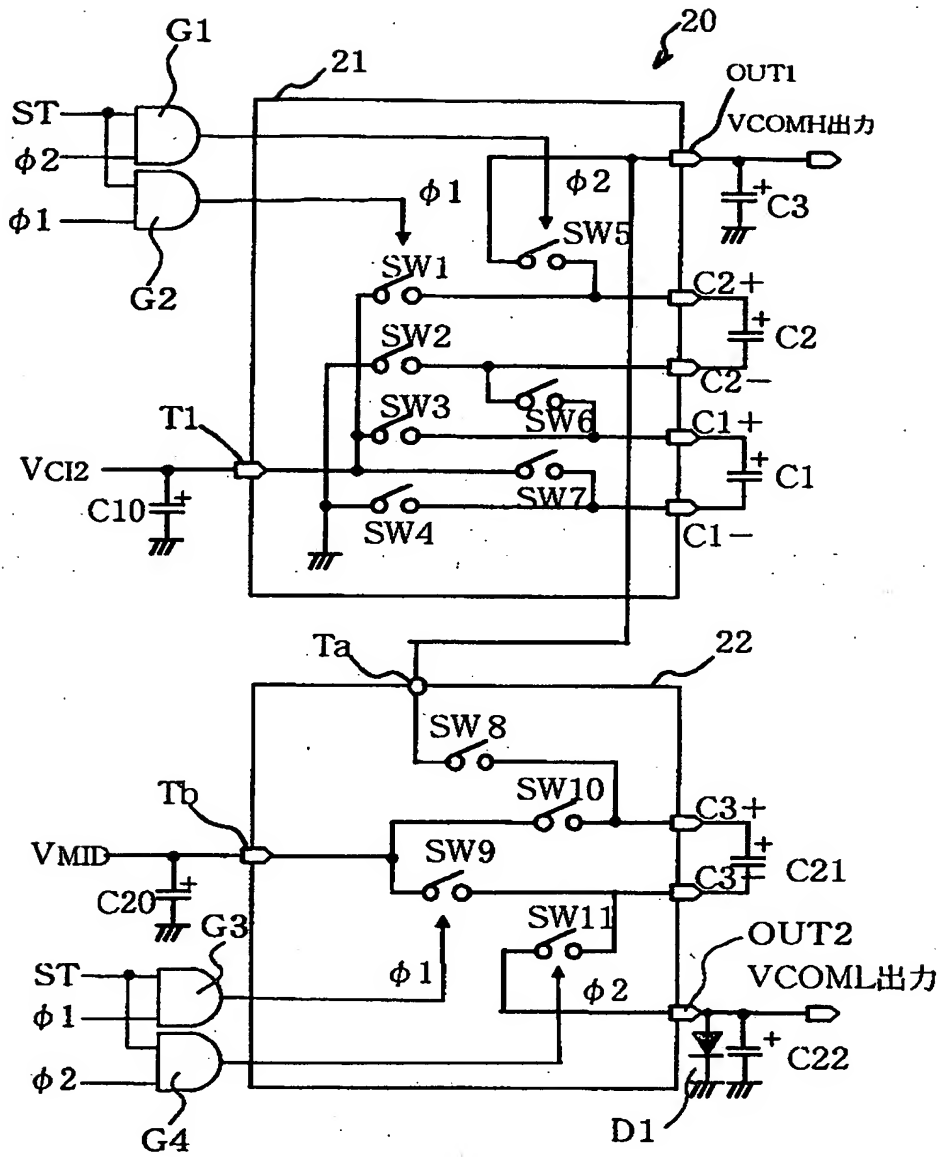 20
G1
21
OUT1
ST
VCOMH出力
φ2
φ1
φ2
φ1
C3
SW5
G2
SW1
C2+
SW2
C2
C2-
SW3
SW6
C1+
T1
VCI2
C1
C10
SW7
SW4
C1-
Ta
22
SW8
Tb
SW10
C3+
VMID
SW9
C21
C3-
C20
SW11
G3
OUT2
ST
φ1
VCOML出力
φ1
φ2
φ2
C22
G4
D1